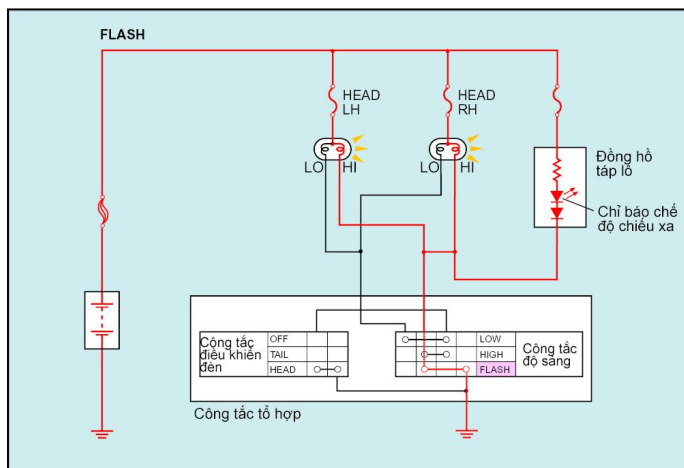 FLASH
HEAD
LH
HEAD
RH
LO HI
LO HI
Đồng hồ
táp lô
Chỉ báo chế
độ chiếu xa
Công tắc
điều khiển
đèn
OFF
TAIL
HEAD
LOW
HIGH
FLASH
Công tắc
độ sáng
Công tắc tổ hợp